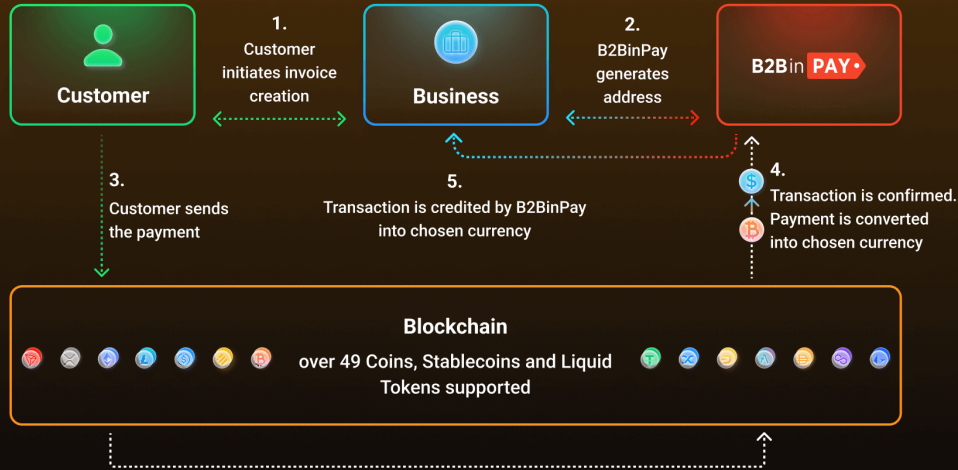 1.
Customer
initiates invoice
creation
2.
B2BinPay
generates
address
Customer
Business
B2BinPAY
3.
Customer sends
the payment
5.
Transaction is credited by B2BinPay
into chosen currency
4.
Transaction is confirmed.
Payment is converted
into chosen currency
Blockchain
over 49 Coins, Stablecoins and Liquid
Tokens supported